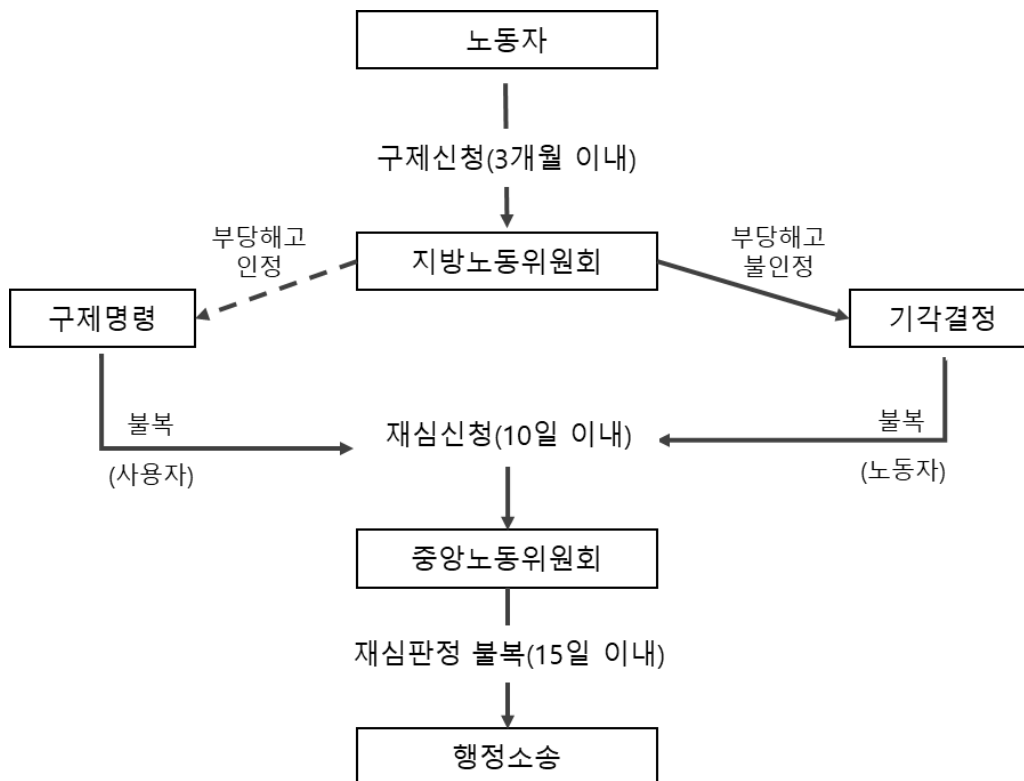 노동자
구제신청(3개월 이내)
부당해고
인정
지방노동위원회
부당해고
불인정
구제명령
기각결정
불복
(사용자)
재심신청(10일 이내)
불복
(노동자)
중앙노동위원회
재심판정 불복(15일 이내)
행정소송